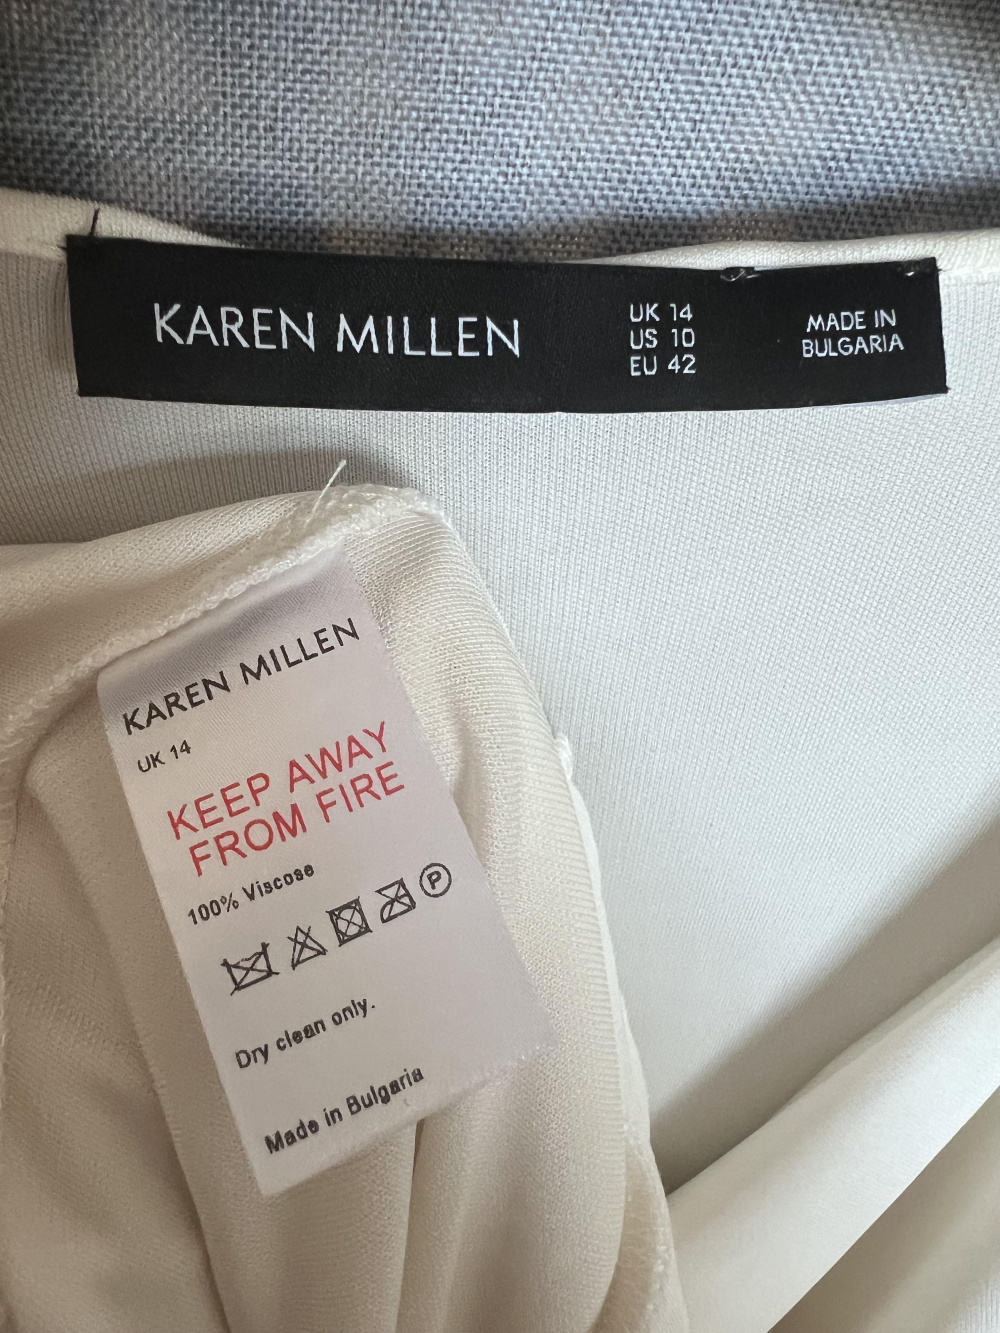 KAREN MILLEN
UK 14
US 10
EU 42
MADE IN
BULGARIA
KAREN MILLEN
UK 14
KEEP AWAY
FROM FIRE
100% Viscose
P
Dry clean only.
Made in Bulgaria